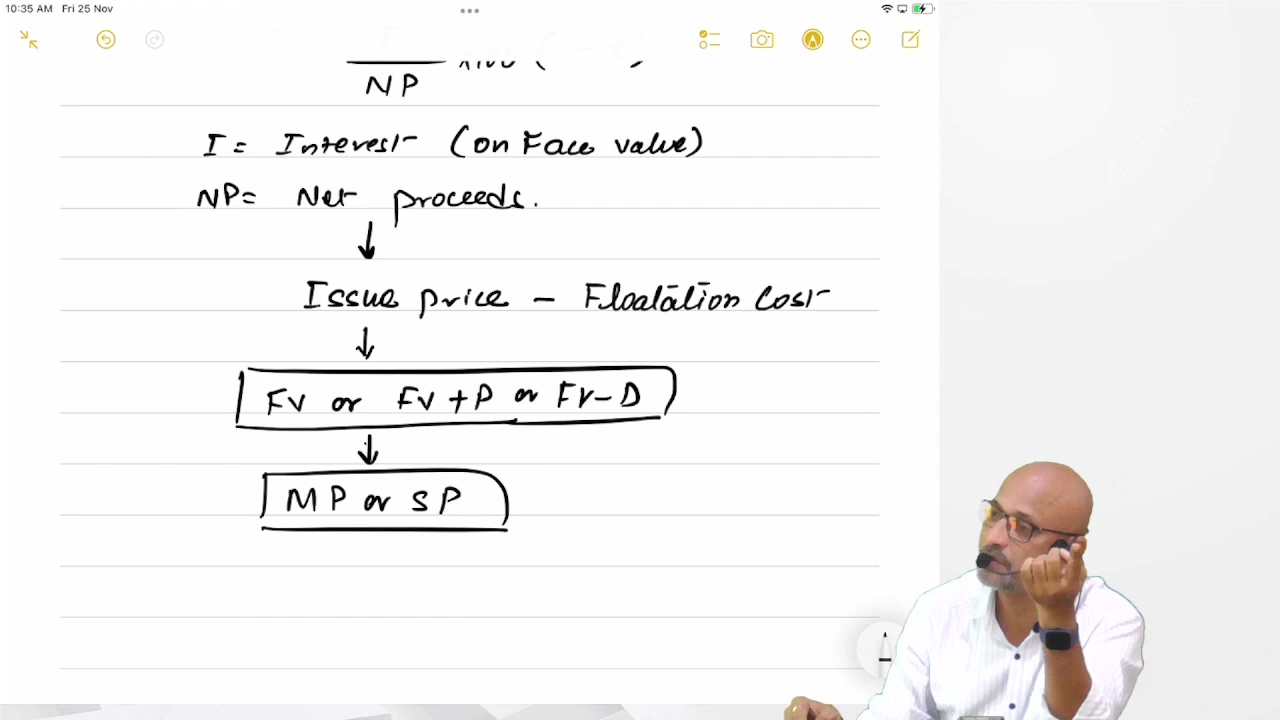 10:35 AM Fri 25 Nov
NP
I = Interest (on Face value)
NP = Net proceeds.
Issue price - Floatation Cost
FV or FV + P or FV - D
MP or SP